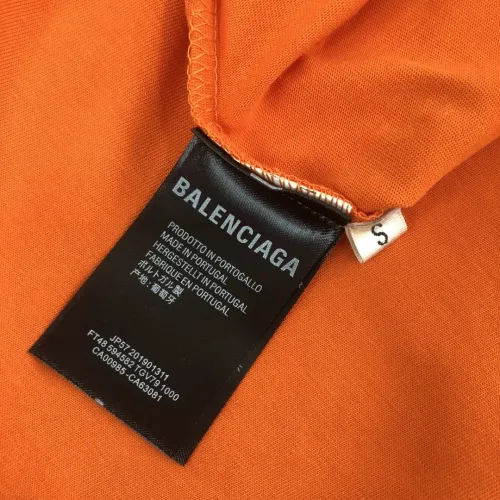 BALENCIAGA
PRODOTTO IN PORTOGALLO
MADE IN PORTUGAL
HERGESTELLT IN PORTUGAL
FABRIQUE EN PORTUGAL
ポルトガル製
产地:葡萄牙
JP57 201901311
FT48 594582 TGV79 1000
CA00985-CA63081
S